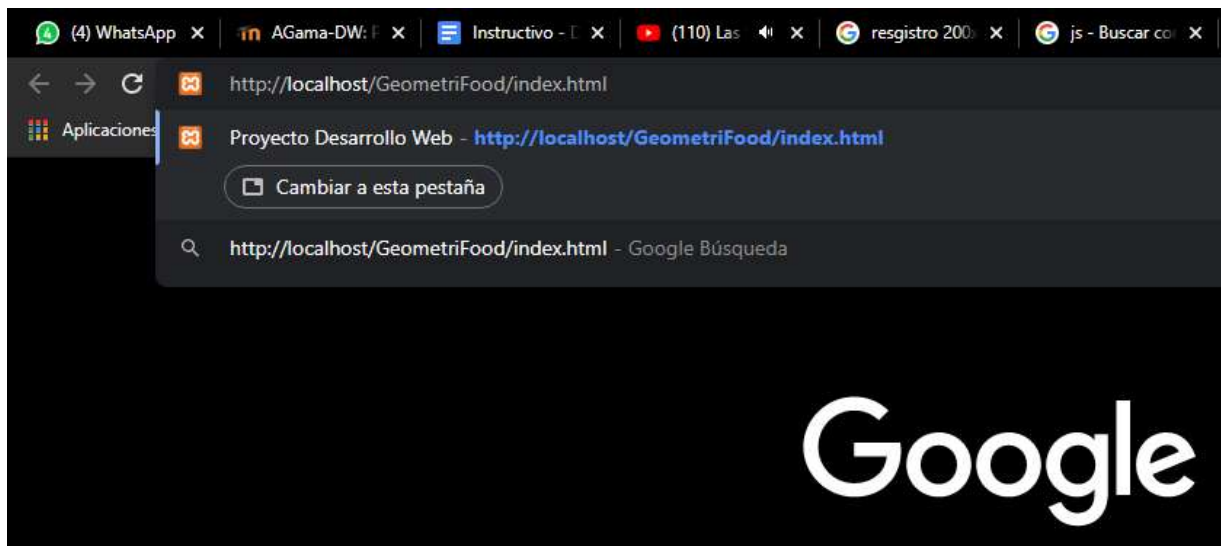 (4) WhatsApp
AGama-DW:
Instructivo -
(110) Las
resgistro 200
js - Buscar co
http://localhost/GeometriFood/index.html
Aplicaciones
Proyecto Desarrollo Web - http://localhost/GeometriFood/index.html
Cambiar a esta pestaña
http://localhost/GeometriFood/index.html - Google Búsqueda
Google